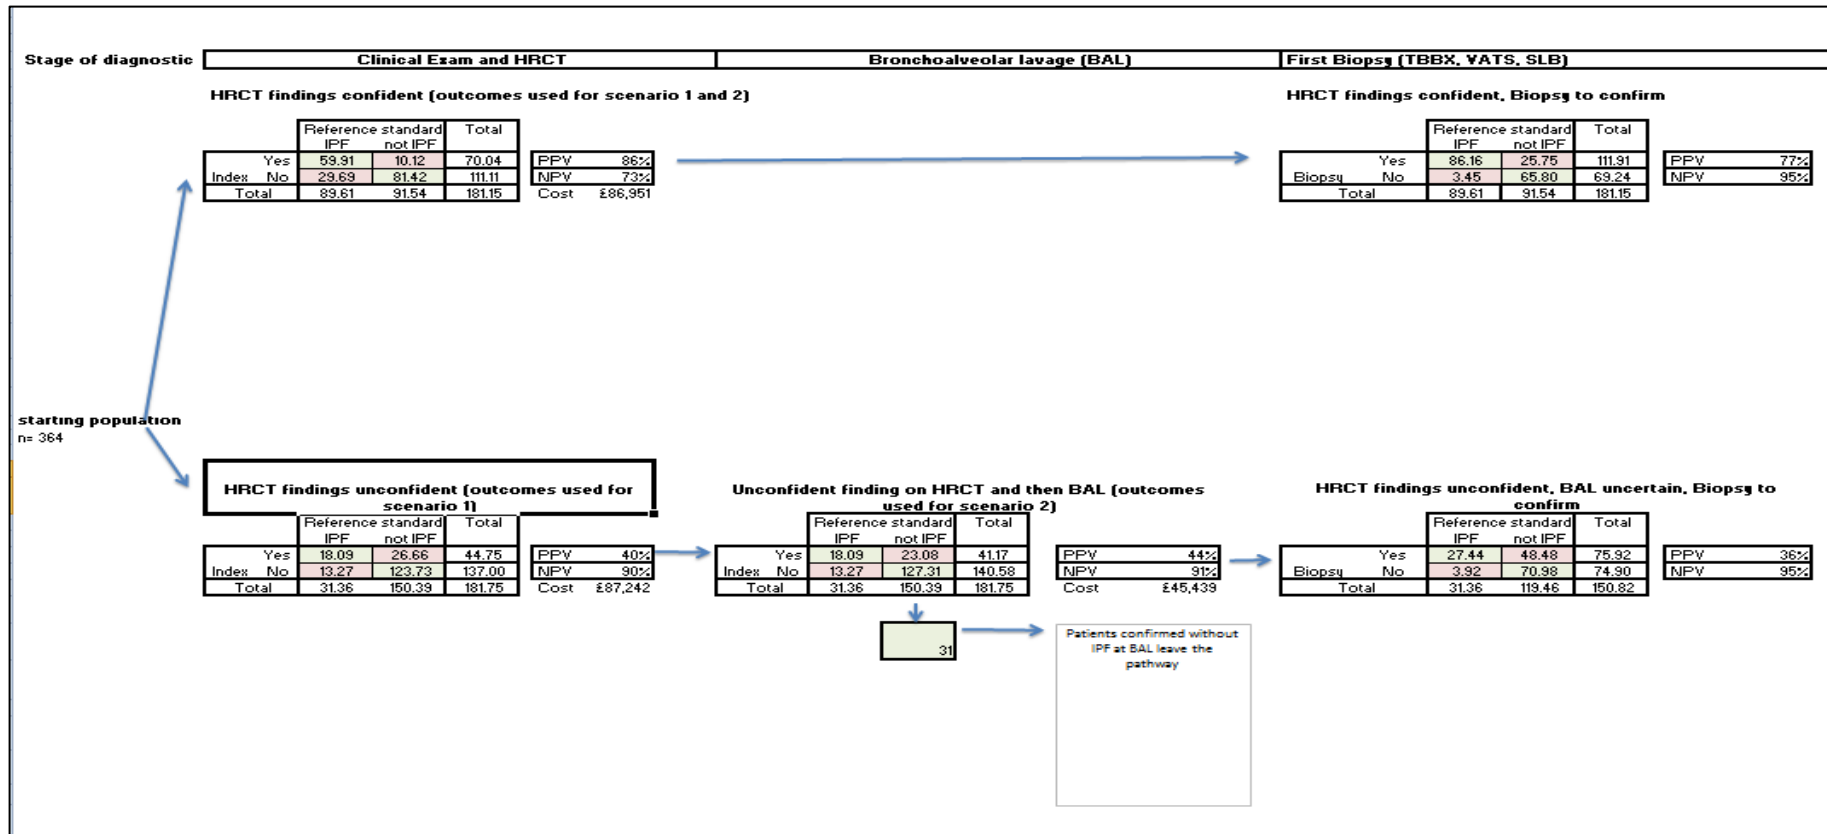 Stage of diagnostic Clinical Exam and HRCT Bronchoalveolar lavage (BAL) First Biopsy (TBBX, VATS, SLB)
HRCT findings confident (outcomes used for scenario 1 and 2) HRCT findings confident, Biopsy to confirm
Reference standard Total Reference standard Total
IPF not IPF IPF not IPF
Yes 59.91 10.12 70.04 PPV 86% Yes 86.16 25.75 111.91 PPV 77%
Index No 29.69 81.42 111.11 NPV 73% Biopsy No 3.45 65.80 69.24 NPV 95%
Total 89.61 91.54 181.15 Cost £86,951 Total 89.61 91.54 181.15
starting population
n= 364
HRCT findings unconfident (outcomes used for Unconfident finding on HRCT and then BAL (outcomes HRCT findings unconfident, BAL uncertain, Biopsy to
scenario 1) used for scenario 2) confirm
Reference standard Total Reference standard Total Reference standard Total
IPF not IPF IPF not IPF IPF not IPF
Yes 18.09 26.66 44.75 PPV 40% Yes 18.09 23.08 41.17 PPV 44% Yes 27.44 48.48 75.92 PPV 36%
Index No 13.27 123.73 137.00 NPV 90% Index No 13.27 127.31 140.58 NPV 91% Biopsy No 3.92 70.98 74.90 NPV 95%
Total 31.36 150.39 181.75 Cost £87,242 Total 31.36 150.39 181.75 Cost £45,439 Total 31.36 119.46 150.82
31
Patients confirmed without
IPF at BAL leave the
pathway